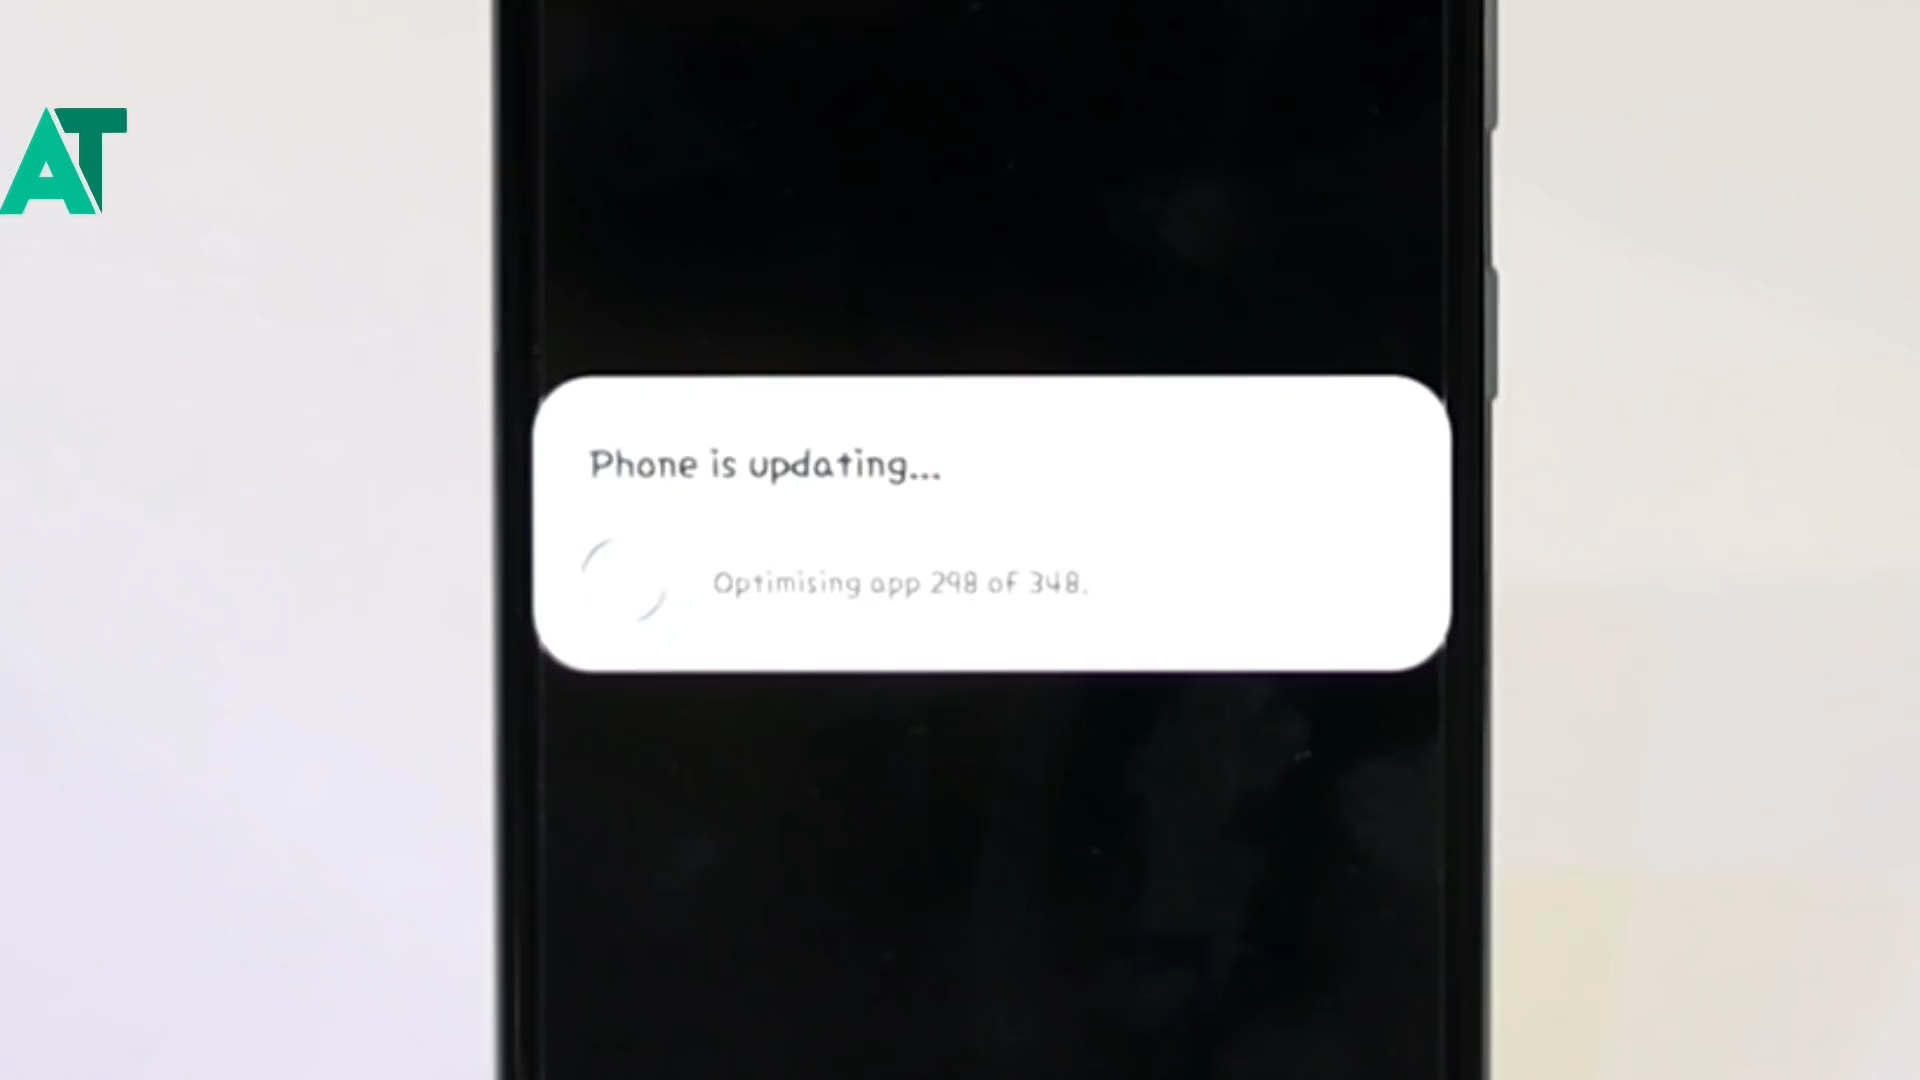 AT
Phone is updating...
Optimising app 298 of 348.